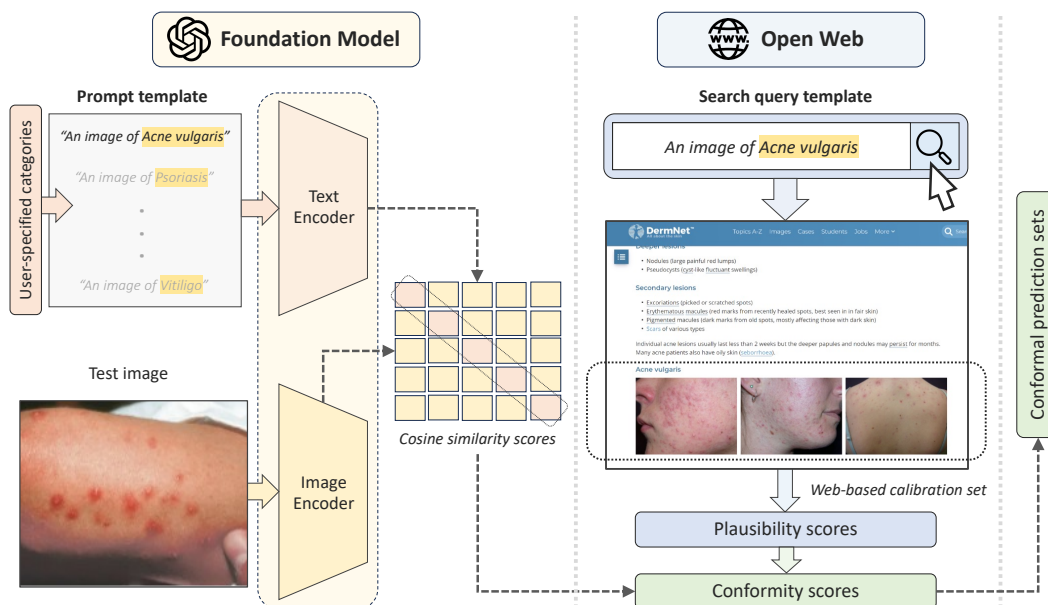 Foundation Model
Prompt template
User-specified categories
“An image of Acne vulgaris”
“An image of Psoriasis”
“An image of Vitiligo”
Text
Encoder
Test image
Image
Encoder
Cosine similarity scores
WWW.
Open Web
Search query template
An image of Acne vulgaris
DermNet™
All about the skin
Topics A-Z Images Cases Students Jobs More
Deeper lesions
• Nodules (large painful red lumps)
• Pseudocysts (cyst-like fluctuant swellings)
Secondary lesions
• Excoriations (picked or scratched spots)
• Erythematous macules (red marks from recently healed spots, best seen in in fair skin)
• Pigmented macules (dark marks from old spots, mostly affecting those with dark skin)
• Scars of various types
Individual acne lesions usually last less than 2 weeks but the deeper papules and nodules may persist for months.
Many acne patients also have oily skin (seborrhoea).
Acne vulgaris
Web-based calibration set
Plausibility scores
Conformity scores
Conformal prediction sets